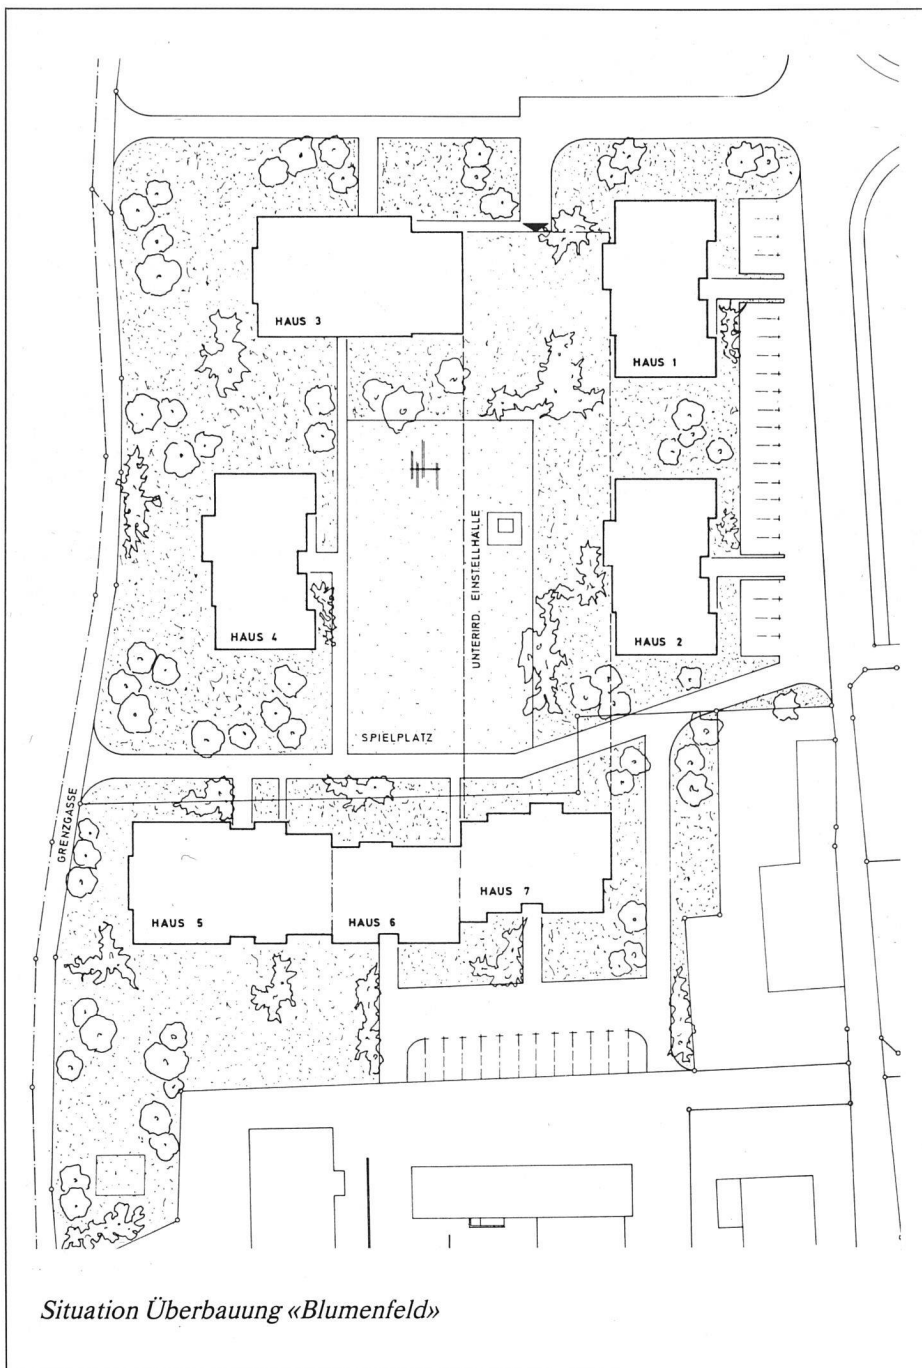 HAUS 3
HAUS 1
UNTERIRD. EINSTELLHALLE
HAUS 4
HAUS 2
SPIELPLATZ
GRENZGASSE
HAUS 5
HAUS 6
HAUS 7
Situation Überbauung «Blumenfeld»